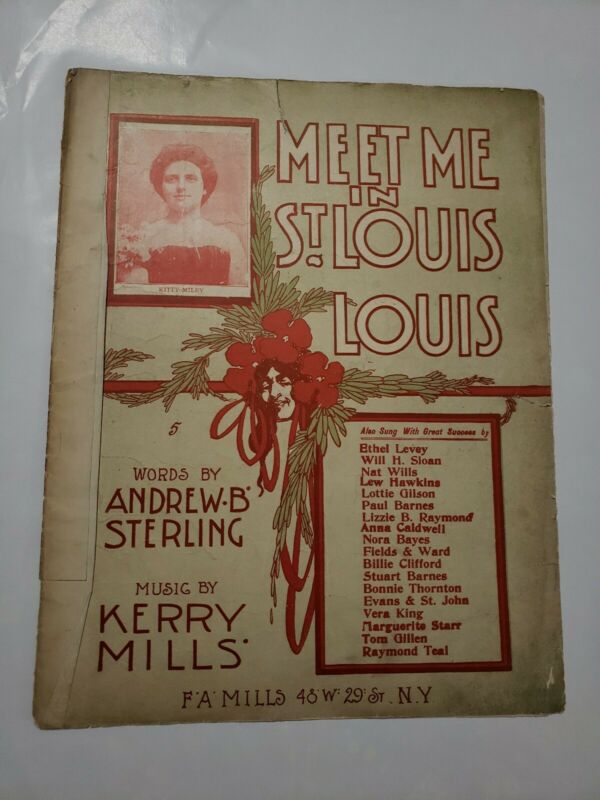 MEET ME
IN
ST. LOUIS
LOUIS
KITTY MILEY
5
WORDS BY
ANDREW·B·
STERLING
MUSIC BY
KERRY
MILLS·
Also Sung With Great Success by
Ethel Levey
Will H. Sloan
Nat Wills
Lew Hawkins
Lottie Gilson
Paul Barnes
Lizzie B. Raymond
Anna Caldwell
Nora Bayes
Fields & Ward
Billie Clifford
Stuart Barnes
Bonnie Thornton
Evans & St. John
Vera King
Marguerite Starr
Tom Gillen
Raymond Teal
F·A· MILLS 48·W·29·ST. N.Y